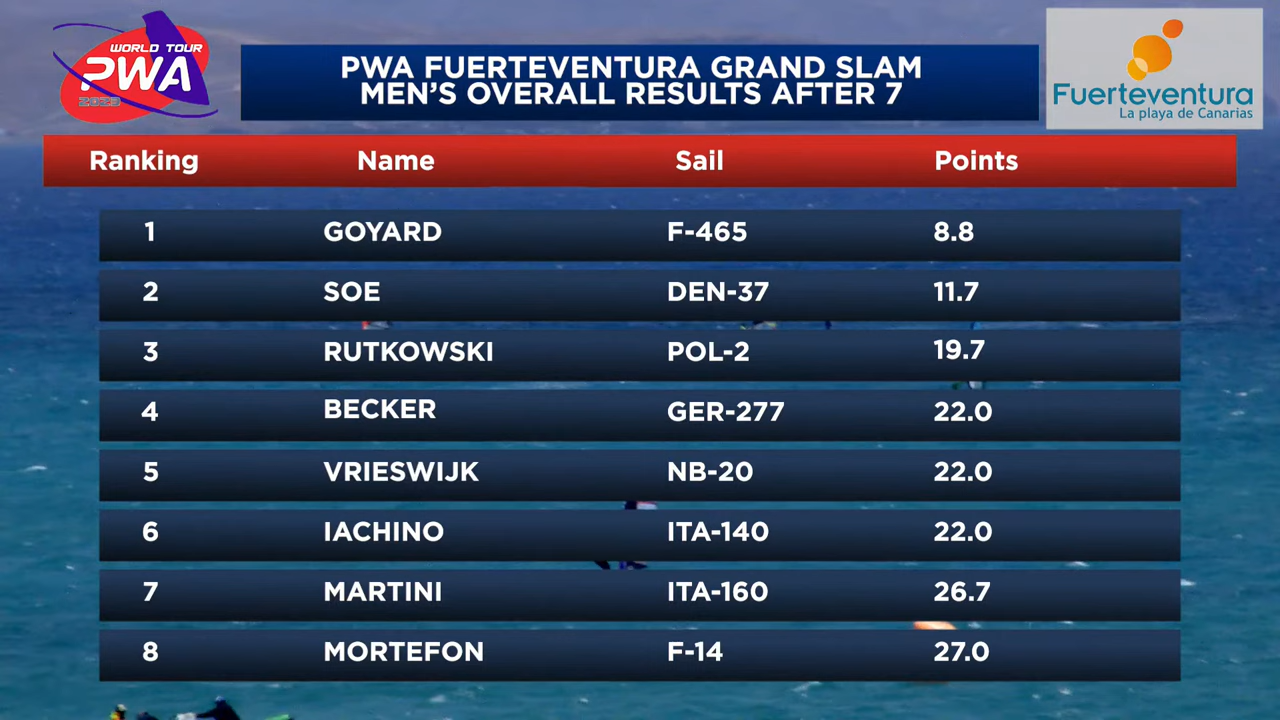 WORLD TOUR
PWA
2023
PWA FUERTEVENTURA GRAND SLAM
MEN'S OVERALL RESULTS AFTER 7
Fuerteventura
La playa de Canarias
Ranking Name Sail Points
1 GOYARD F-465 8.8
2 SOE DEN-37 11.7
3 RUTKOWSKI POL-2 19.7
4 BECKER GER-277 22.0
5 VRIESWIJK NB-20 22.0
6 IACHINO ITA-140 22.0
7 MARTINI ITA-160 26.7
8 MORTEFON F-14 27.0